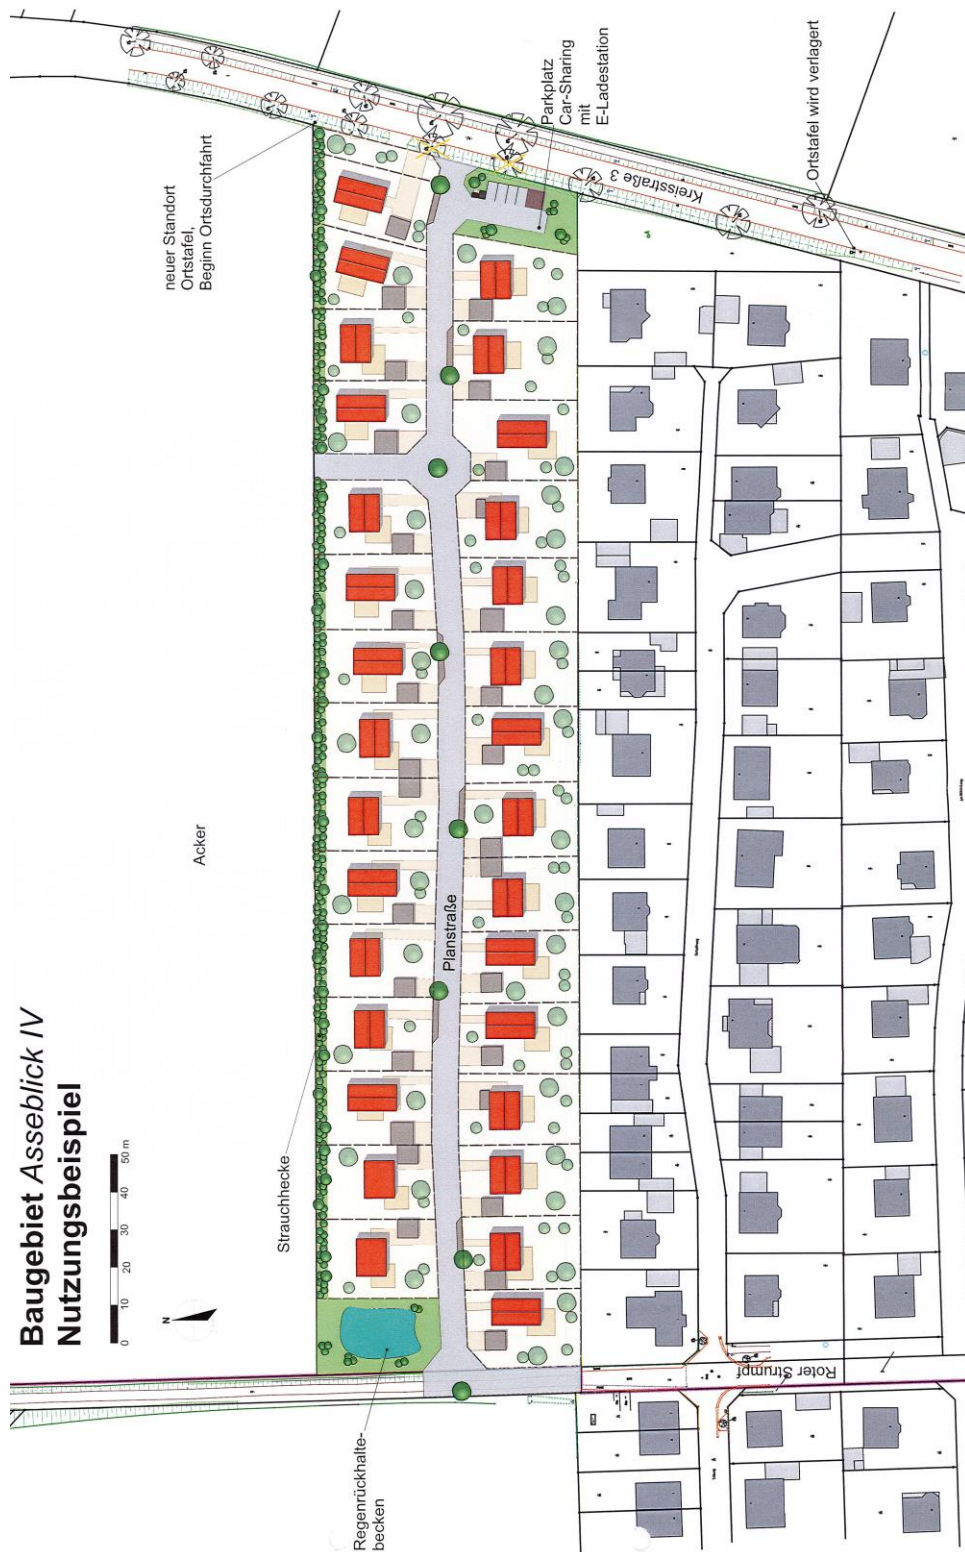 Baugebiet Asseblick IV
Nutzungsbeispiel
0 10 20 30 40 50 m
N
Strauchhecke
Acker
neuer Standort
Ortstafel,
Beginn Ortsdurchfahrt
Parkplatz
Car-Sharing
mit
E-Ladestation
Kreisstraße 3
Ortstafel wird verlagert
Planstraße
Regenrückhalte-
becken
Roter Strumpf